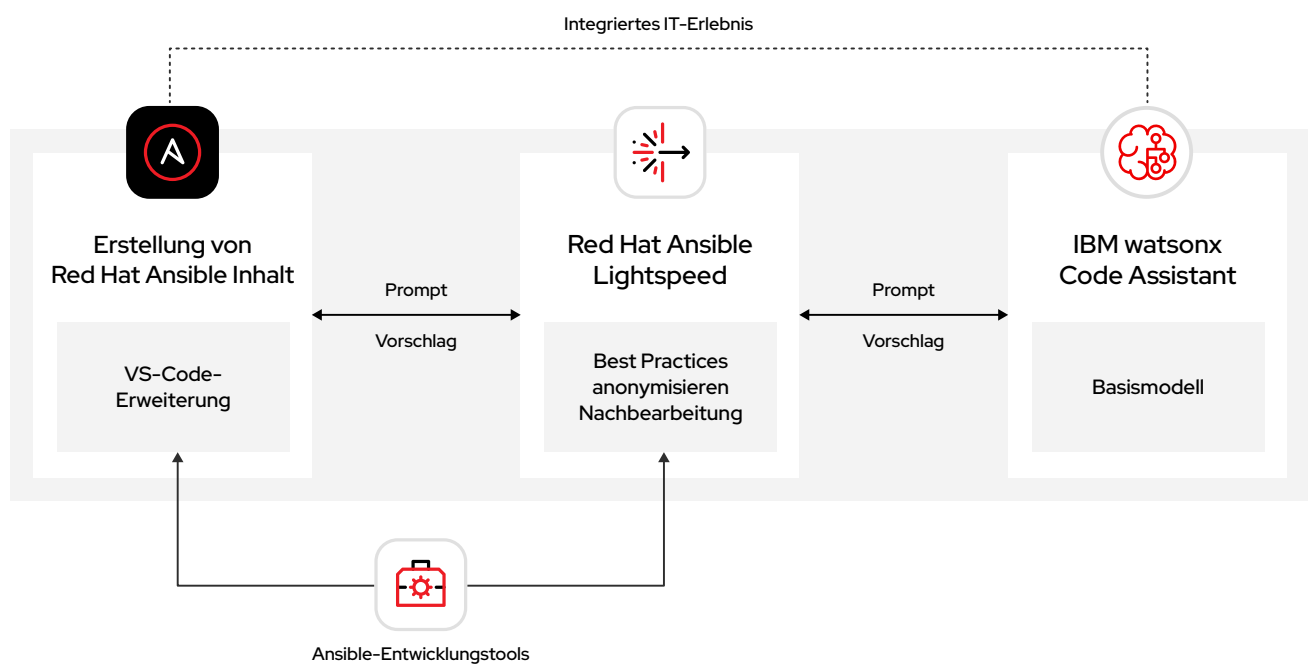 Integriertes IT-Erlebnis
Erstellung von
Red Hat Ansible Inhalt
VS-Code-
Erweiterung
Prompt
Vorschlag
Red Hat Ansible
Lightspeed
Best Practices
anonymisieren
Nachbearbeitung
Prompt
Vorschlag
IBM watsonx
Code Assistant
Basismodell
Ansible-Entwicklungstools